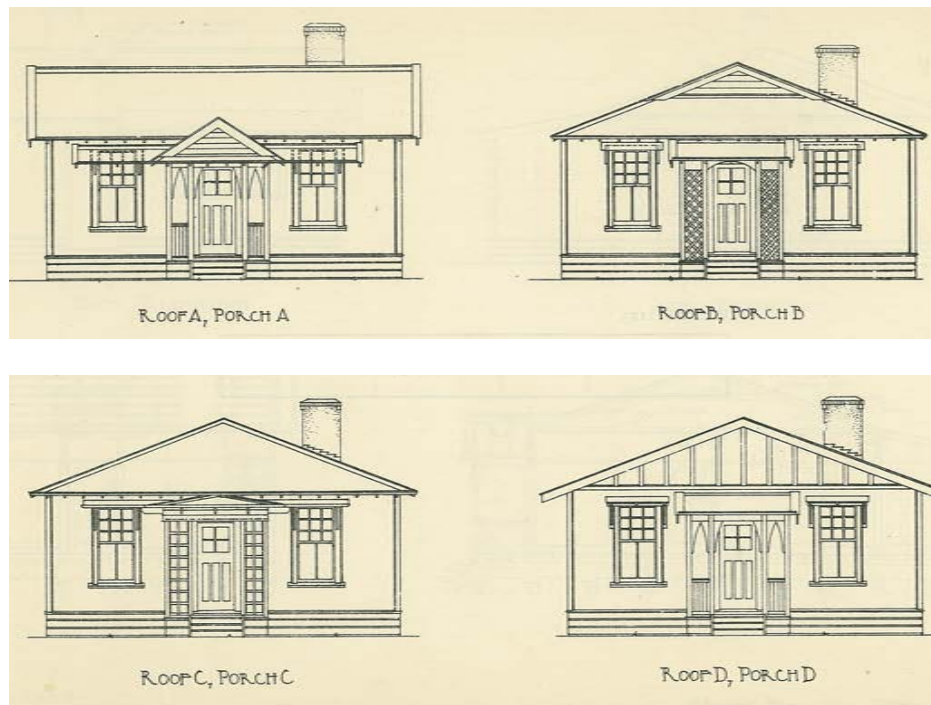 ROOF A, PORCH A
ROOF B, PORCH B
ROOF C, PORCH C
ROOF D, PORCH D